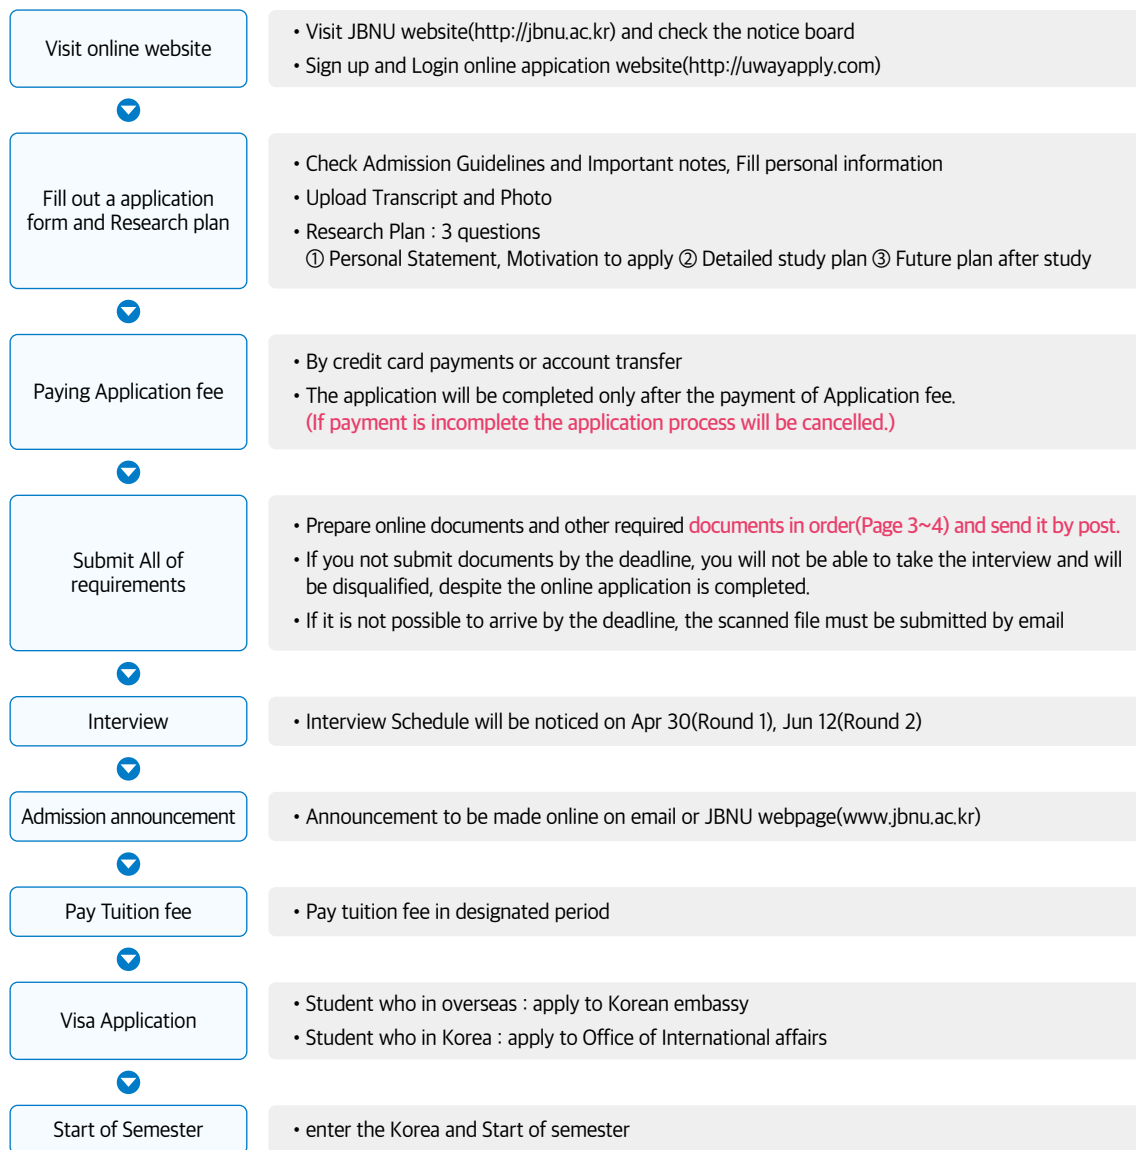 Visit online website
• Visit JBNU website(http://jbnu.ac.kr) and check the notice board
• Sign up and Login online appication website(http://uwayapply.com)
Fill out a application
form and Research plan
• Check Admission Guidelines and Important notes, Fill personal information
• Upload Transcript and Photo
• Research Plan : 3 questions
① Personal Statement, Motivation to apply ② Detailed study plan ③ Future plan after study
Paying Application fee
• By credit card payments or account transfer
• The application will be completed only after the payment of Application fee.
(If payment is incomplete the application process will be cancelled.)
Submit All of
requirements
• Prepare online documents and other required documents in order(Page 3~4) and send it by post.
• If you not submit documents by the deadline, you will not be able to take the interview and will
be disqualified, despite the online application is completed.
• If it is not possible to arrive by the deadline, the scanned file must be submitted by email
Interview
• Interview Schedule will be noticed on Apr 30(Round 1), Jun 12(Round 2)
Admission announcement
• Announcement to be made online on email or JBNU webpage(www.jbnu.ac.kr)
Pay Tuition fee
• Pay tuition fee in designated period
Visa Application
• Student who in overseas : apply to Korean embassy
• Student who in Korea : apply to Office of International affairs
Start of Semester
• enter the Korea and Start of semester